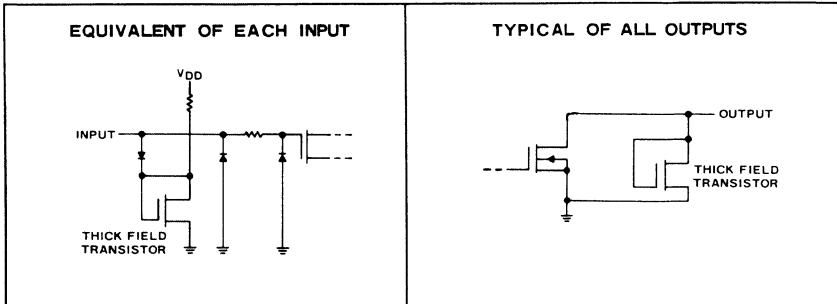 EQUIVALENT OF EACH INPUT
VDD
INPUT
THICK FIELD
TRANSISTOR
TYPICAL OF ALL OUTPUTS
OUTPUT
THICK FIELD
TRANSISTOR